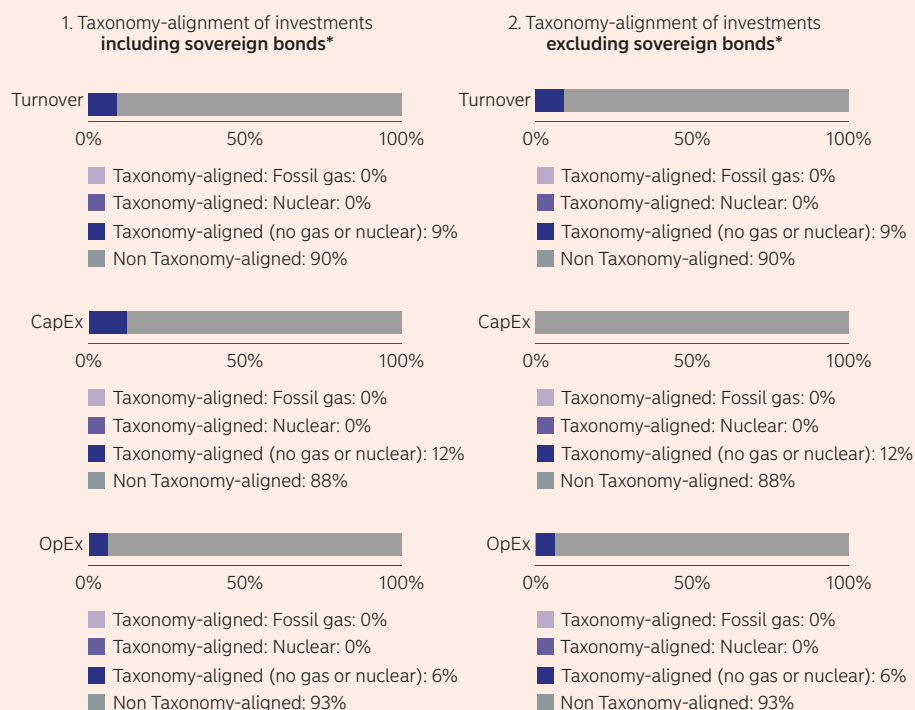 1. Taxonomy-alignment of investments
including sovereign bonds*
Turnover
0% 50% 100%
Taxonomy-aligned: Fossil gas: 0%
Taxonomy-aligned: Nuclear: 0%
Taxonomy-aligned (no gas or nuclear): 9%
Non Taxonomy-aligned: 90%
CapEx
0% 50% 100%
Taxonomy-aligned: Fossil gas: 0%
Taxonomy-aligned: Nuclear: 0%
Taxonomy-aligned (no gas or nuclear): 12%
Non Taxonomy-aligned: 88%
OpEx
0% 50% 100%
Taxonomy-aligned: Fossil gas: 0%
Taxonomy-aligned: Nuclear: 0%
Taxonomy-aligned (no gas or nuclear): 6%
Non Taxonomy-aligned: 93%
2. Taxonomy-alignment of investments
excluding sovereign bonds*
Turnover
0% 50% 100%
Taxonomy-aligned: Fossil gas: 0%
Taxonomy-aligned: Nuclear: 0%
Taxonomy-aligned (no gas or nuclear): 9%
Non Taxonomy-aligned: 90%
CapEx
0% 50% 100%
Taxonomy-aligned: Fossil gas: 0%
Taxonomy-aligned: Nuclear: 0%
Taxonomy-aligned (no gas or nuclear): 12%
Non Taxonomy-aligned: 88%
OpEx
0% 50% 100%
Taxonomy-aligned: Fossil gas: 0%
Taxonomy-aligned: Nuclear: 0%
Taxonomy-aligned (no gas or nuclear): 6%
Non Taxonomy-aligned: 93%